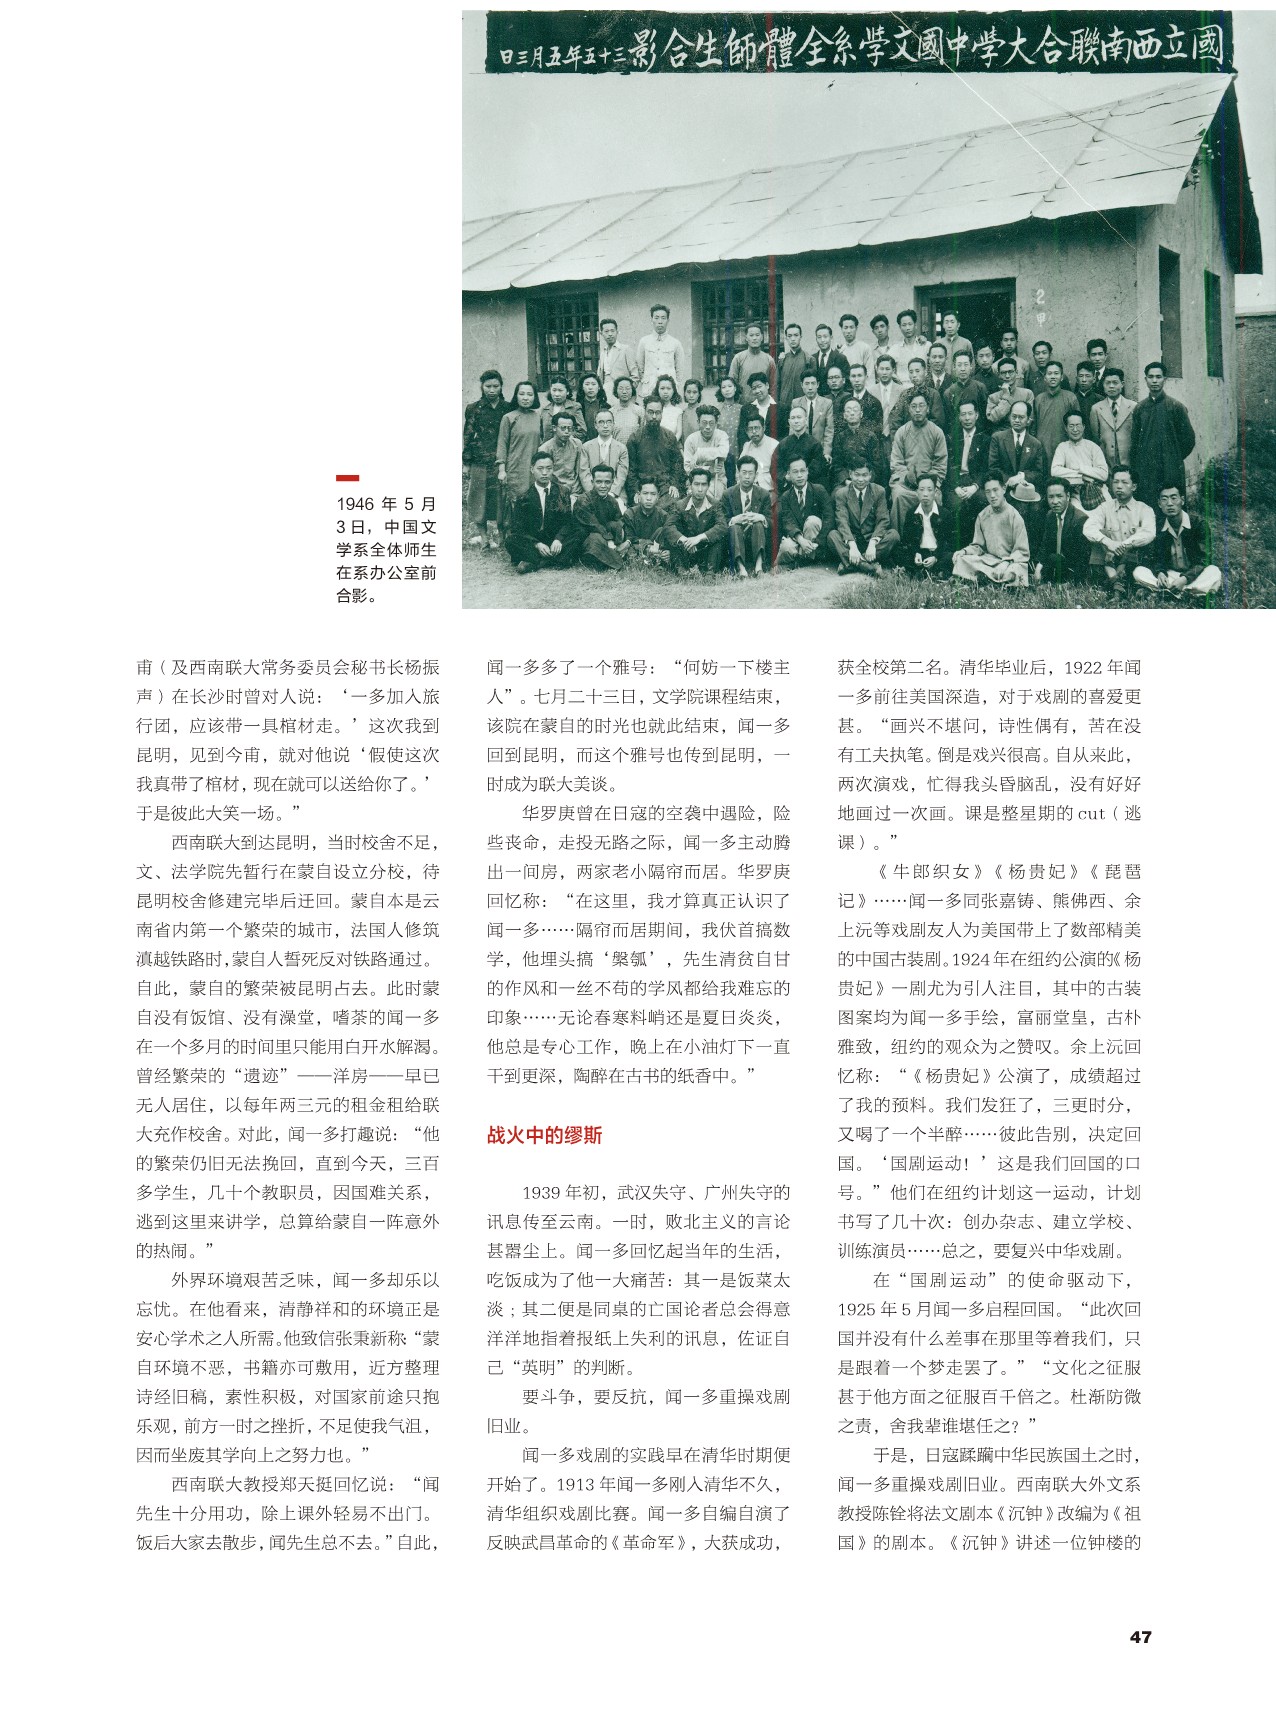 國立西南聯合大學中國文學系全體師生合影 三十五年五月三日
2
甲
1946 年 5 月
3 日，中国文
学系全体师生
在系办公室前
合影。
甫（及西南联大常务委员会秘书长杨振
声）在长沙时曾对人说：‘一多加入旅
行团，应该带一具棺材走。’这次我到
昆明，见到今甫，就对他说‘假使这次
我真带了棺材，现在就可以送给你了。’
于是彼此大笑一场。”
西南联大到达昆明，当时校舍不足，
文、法学院先暂行在蒙自设立分校，待
昆明校舍修建完毕后迁回。蒙自本是云
南省内第一个繁荣的城市，法国人修筑
滇越铁路时，蒙自人誓死反对铁路通过。
自此，蒙自的繁荣被昆明占去。此时蒙
自没有饭馆、没有澡堂，嗜茶的闻一多
在一个多月的时间里只能用白开水解渴。
曾经繁荣的“遗迹”——洋房——早已
无人居住，以每年两三元的租金租给联
大充作校舍。对此，闻一多打趣说：“他
的繁荣仍旧无法挽回，直到今天，三百
多学生，几十个教职员，因国难关系，
逃到这里来讲学，总算给蒙自一阵意外
的热闹。”
外界环境艰苦乏味，闻一多却乐以
忘忧。在他看来，清静祥和的环境正是
安心学术之人所需。他致信张秉新称：“蒙
自环境不恶，书籍亦可敷用，近方整理
诗经旧稿，素性积极，对国家前途只抱
乐观，前方一时之挫折，不足使我气沮，
因而坐废其学向上之努力也。”
西南联大教授郑天挺回忆说：“闻
先生十分用功，除上课外轻易不出门。
饭后大家去散步，闻先生总不去。”自此，
闻一多多了一个雅号：“何妨一下楼主
人”。七月二十三日，文学院课程结束，
该院在蒙自的时光也就此结束，闻一多
回到昆明，而这个雅号也传到昆明，一
时成为联大美谈。
华罗庚曾在日寇的空袭中遇险，险
些丧命，走投无路之际，闻一多主动腾
出一间房，两家老小隔帘而居。华罗庚
回忆称：“在这里，我才算真正认识了
闻一多……隔帘而居期间，我伏首搞数
学，他埋头搞‘槃瓠’，先生清贫自甘
的作风和一丝不苟的学风都给我难忘的
印象……无论春寒料峭还是夏日炎炎，
他总是专心工作，晚上在小油灯下一直
干到更深，陶醉在古书的纸香中。”
战火中的缪斯
1939 年初，武汉失守、广州失守的
讯息传至云南。一时，败北主义的言论
甚嚣尘上。闻一多回忆起当年的生活，
吃饭成为了他一大痛苦：其一是饭菜太
淡；其二便是同桌的亡国论者总会得意
洋洋地指着报纸上失利的讯息，佐证自
己“英明”的判断。
要斗争，要反抗，闻一多重操戏剧
旧业。
闻一多戏剧的实践早在清华时期便
开始了。1913 年闻一多刚入清华不久，
清华组织戏剧比赛。闻一多自编自演了
反映武昌革命的《革命军》，大获成功，
获全校第二名。清华毕业后，1922 年闻
一多前往美国深造，对于戏剧的喜爱更
甚。“画兴不堪问，诗性偶有，苦在没
有工夫执笔。倒是戏兴很高。自从来此，
两次演戏，忙得我头昏脑乱，没有好好
地画过一次画。课是整星期的 cut（逃
课）。”
《牛郎织女》《杨贵妃》《琵琶
记》……闻一多同张嘉铸、熊佛西、余
上沅等戏剧友人为美国带上了数部精美
的中国古装剧。1924 年在纽约公演的《杨
贵妃》一剧尤为引人注目，其中的古装
图案均为闻一多手绘，富丽堂皇，古朴
雅致，纽约的观众为之赞叹。余上沅回
忆称：“《杨贵妃》公演了，成绩超过
了我的预料。我们发狂了，三更时分，
又喝了一个半醉……彼此告别，决定回
国。‘国剧运动！’这是我们回国的口
号。”他们在纽约计划这一运动，计划
书写了几十次：创办杂志、建立学校、
训练演员……总之，要复兴中华戏剧。
在“国剧运动”的使命驱动下，
1925 年 5 月闻一多启程回国。“此次回
国并没有什么差事在那里等着我们，只
是跟着一个梦走罢了。”“文化之征服
甚于他方面之征服百千倍之。杜渐防微
之责，舍我辈谁堪任之？”
于是，日寇蹂躏中华民族国土之时，
闻一多重操戏剧旧业。西南联大外文系
教授陈铨将法文剧本《沉钟》改编为《祖
国》的剧本。《沉钟》讲述一位钟楼的
47